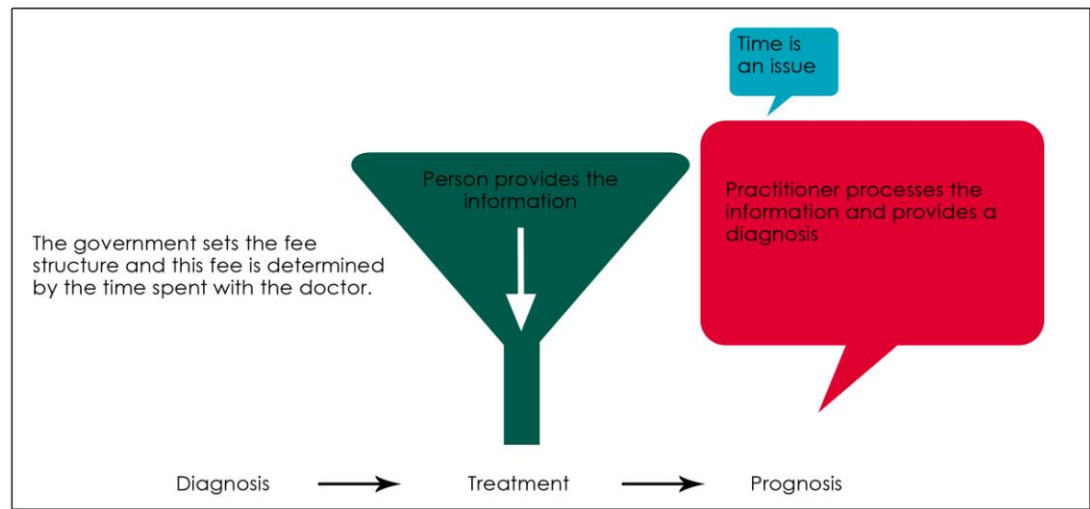 Time is
an issue
Person provides the
information
Practitioner processes the
information and provides a
diagnosis
The government sets the fee
structure and this fee is determined
by the time spent with the doctor.
Diagnosis
Treatment
Prognosis